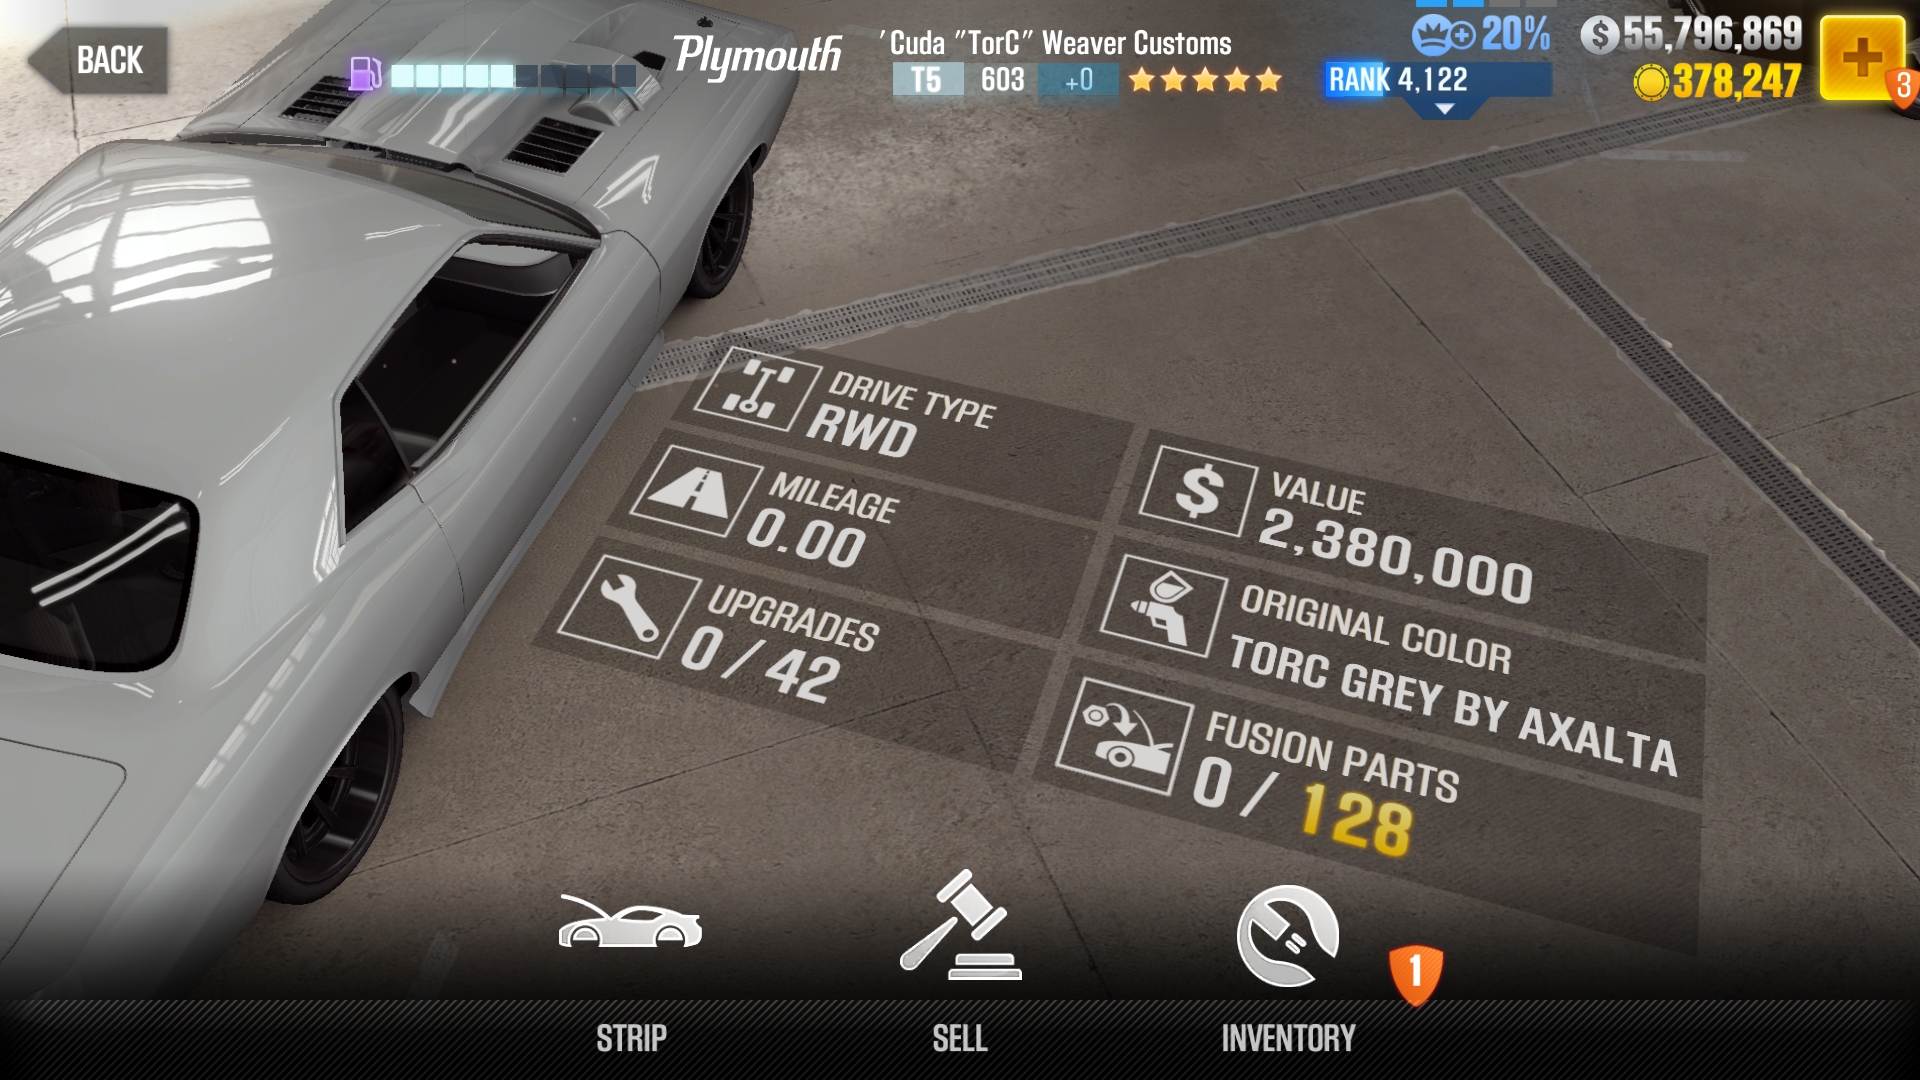 BACK
Plymouth
'Cuda "TorC" Weaver Customs
T5 603 +0
RANK 4,122
20%
$ 55,796,869
378,247
3
DRIVE TYPE
RWD
MILEAGE
0.00
UPGRADES
0 / 42
$ VALUE
2,380,000
ORIGINAL COLOR
TORC GREY BY AXALTA
FUSION PARTS
0 / 128
1
STRIP
SELL
INVENTORY